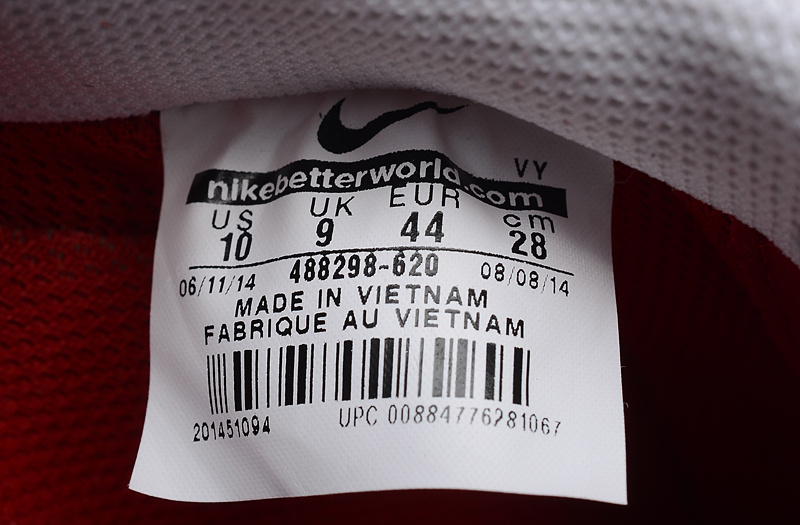 VY
nikebetterworld.com
US UK EUR cm
10 9 44 28
06/11/14 488298-620 08/08/14
MADE IN VIETNAM
FABRIQUE AU VIETNAM
201451094 UPC 00884776281067